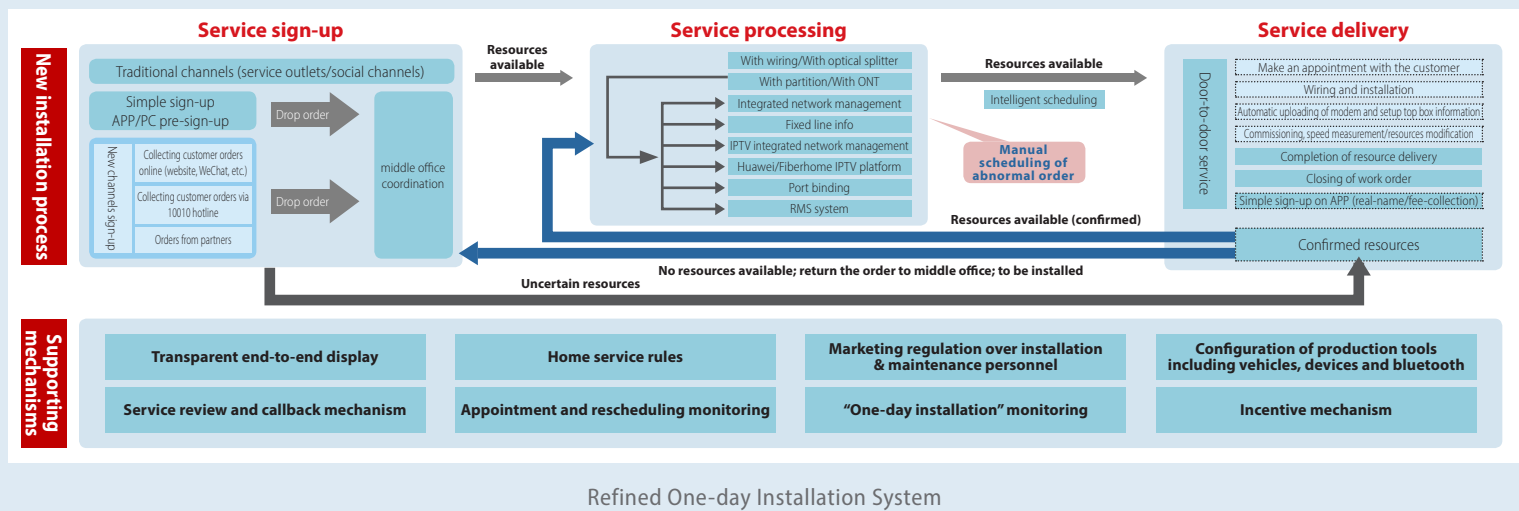 Service sign-up
Service processing
Service delivery
New installation process
Traditional channels (service outlets/social channels)
Simple sign-up
APP/PC pre-sign-up
Drop order
New channels sign-up
Collecting customer orders
online (website, WeChat, etc.)
Collecting customer orders via
10010 hotline
Orders from partners
Drop order
middle office
coordination
Resources
available
With wiring/With optical splitter
With partition/With ONT
Integrated network management
Fixed line info
IPTV integrated network management
Huawei/Fiberhome IPTV platform
Port binding
RMS system
Resources available
Intelligent scheduling
Manual
scheduling of
abnormal order
Door-to-door service
Make an appointment with the customer
Wiring and installation
Automatic uploading of modem and setup top box information
Commissioning, speed measurement/resources modification
Completion of resource delivery
Closing of work order
Simple sign-up on APP (real-name/fee-collection)
Confirmed resources
Resources available (confirmed)
No resources available; return the order to middle office; to be installed
Uncertain resources
Supporting
mechanisms
Transparent end-to-end display
Home service rules
Marketing regulation over installation
& maintenance personnel
Configuration of production tools
including vehicles, devices and bluetooth
Service review and callback mechanism
Appointment and rescheduling monitoring
“One-day installation” monitoring
Incentive mechanism
Refined One-day Installation System